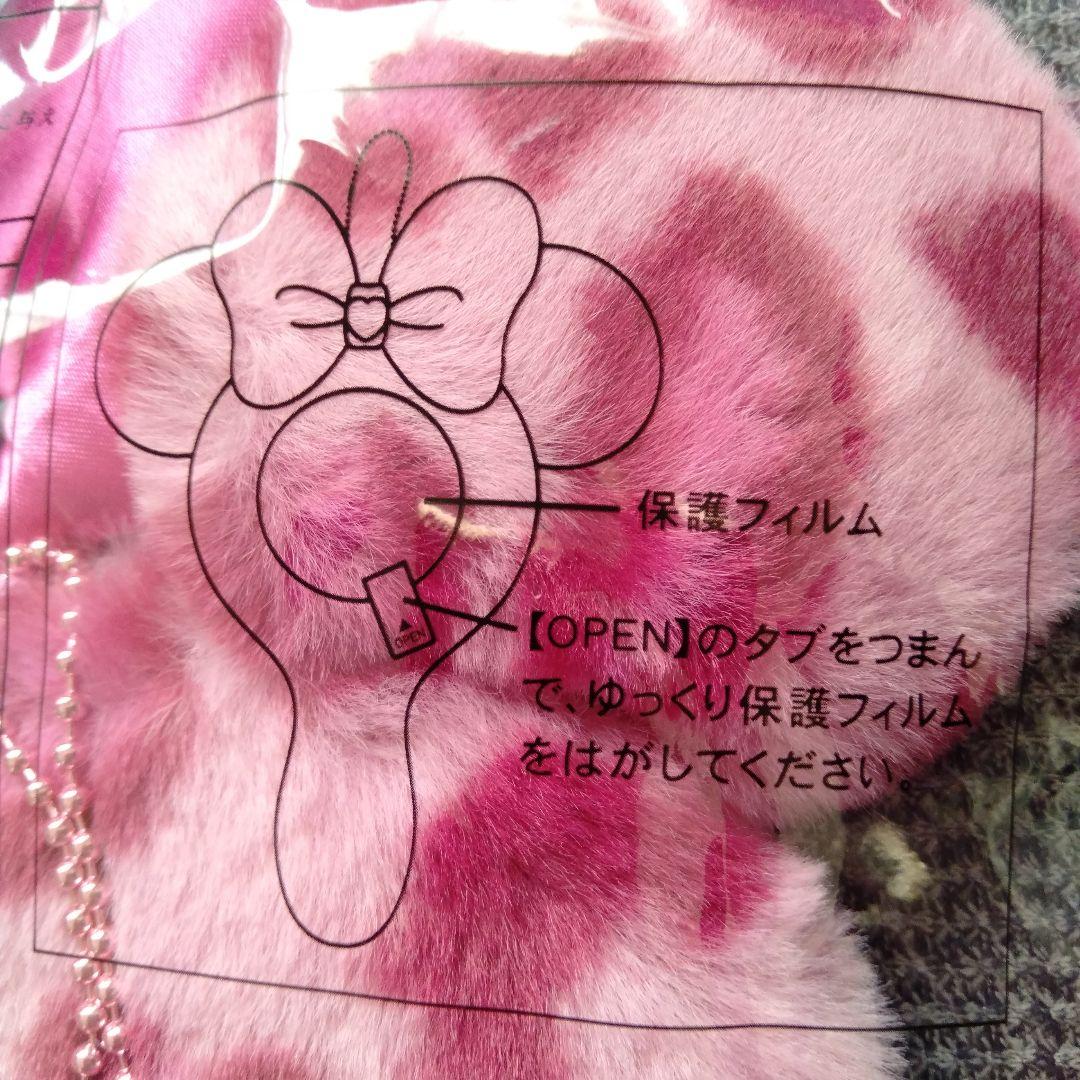 保護フィルム
OPEN
【OPEN】のタブをつまん
で、ゆっくり保護フィルム
をはがしてください。